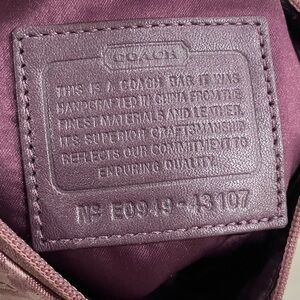 COACH
THIS IS A COACH BAG IT WAS
HANDCRAFTED IN CHINA FROM THE
FINEST MATERIALS AND LEATHER.
ITS SUPERIOR CRAFTSMANSHIP
REFLECTS OUR COMMITMENT TO
ENDURING QUALITY.
Nº E0949-43107